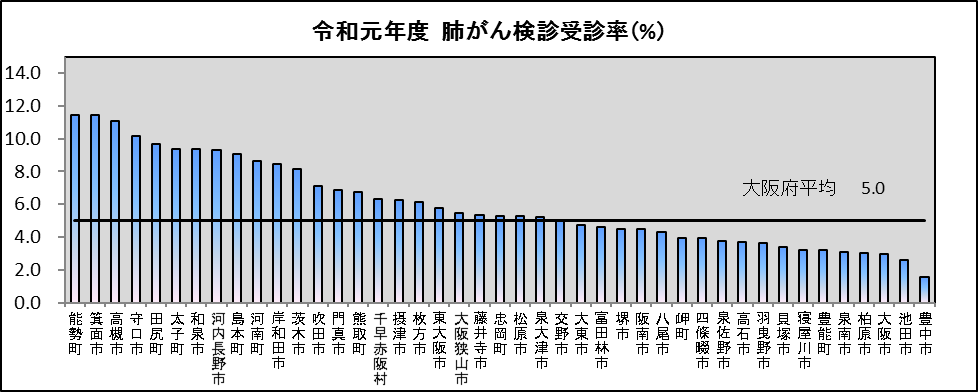 令和元年度 肺がん検診受診率(%)
14.0
12.0
10.0
8.0
6.0
4.0
2.0
0.0
大阪府平均 5.0
能勢町
箕面市
高槻市
守口市
田尻町
太子町
和泉市
河内長野市
島本町
河南町
岸和田市
茨木市
吹田市
門真市
熊取町
千早赤阪村
摂津市
枚方市
東大阪市
大阪狭山市
藤井寺市
忠岡町
松原市
泉大津市
交野市
大東市
富田林市
堺市
阪南市
八尾市
岬町
四條畷市
泉佐野市
高石市
羽曳野市
貝塚市
寝屋川市
豊能町
泉南市
柏原市
大阪市
池田市
豊中市